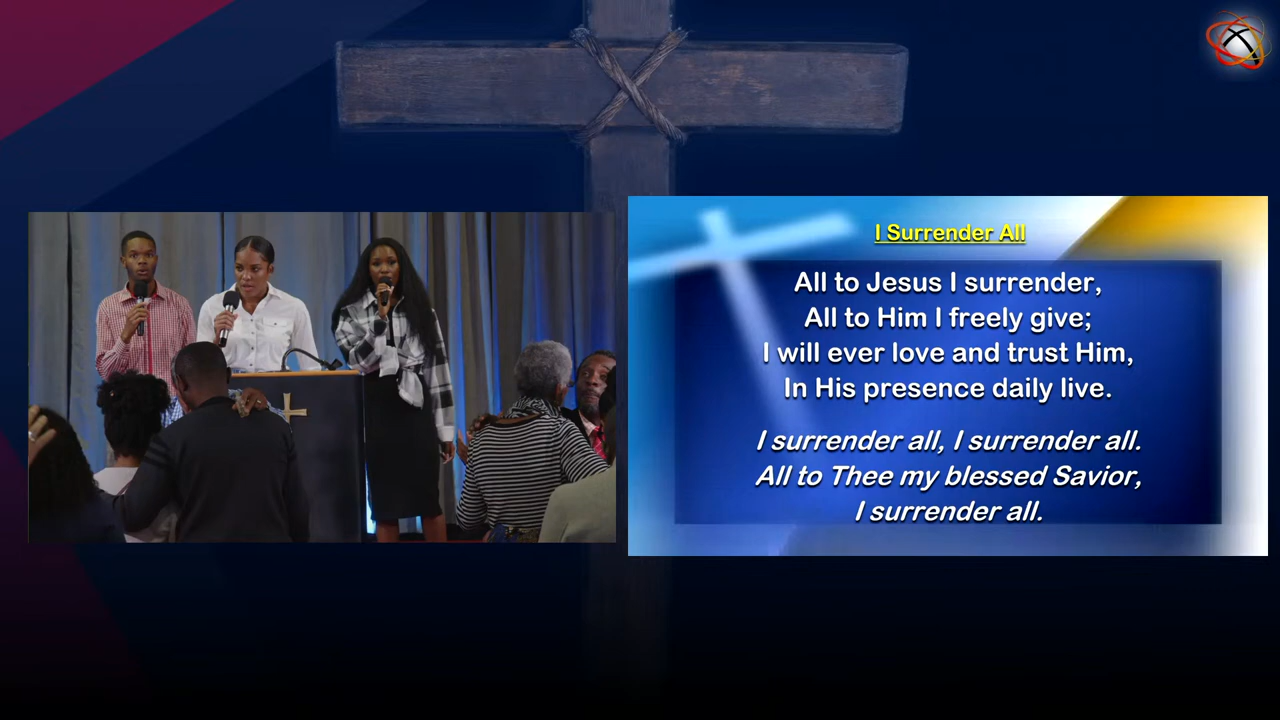 I Surrender All
All to Jesus I surrender,
All to Him I freely give;
I will ever love and trust Him,
In His presence daily live.
I surrender all, I surrender all.
All to Thee my blessed Savior,
I surrender all.